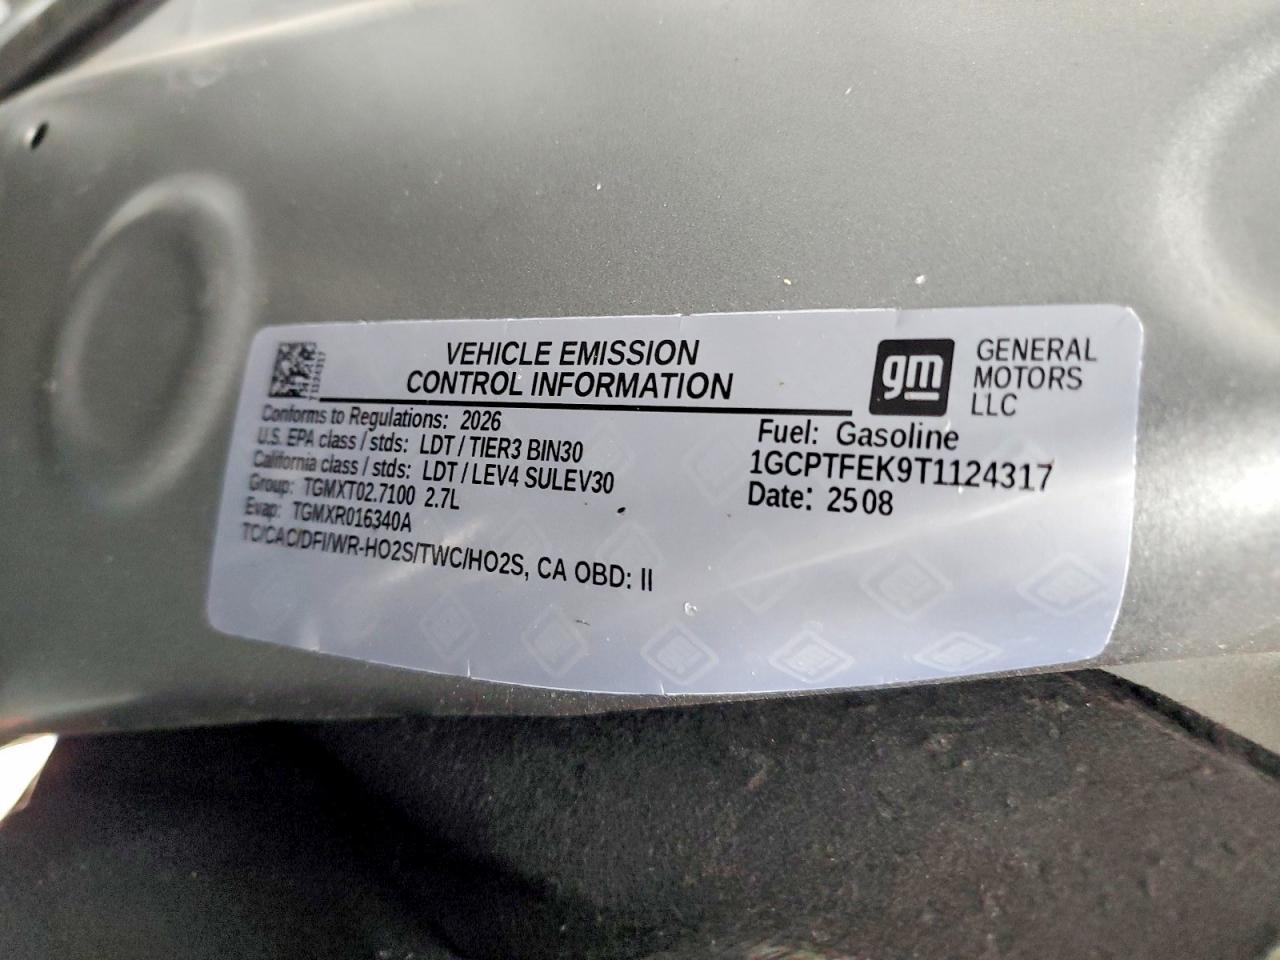 VEHICLE EMISSION
CONTROL INFORMATION
gm
GENERAL
MOTORS
LLC
T1124317
Conforms to Regulations: 2026
U.S. EPA class / stds: LDT / TIER3 BIN30
California class / stds: LDT / LEV4 SULEV30
Group: TGMXT02.7100 2.7L
Evap: TGMXR016340A
TC/CAC/DFI/WR-HO2S/TWC/HO2S, CA OBD: II
Fuel: Gasoline
1GCPTFEK9T1124317
Date: 2508